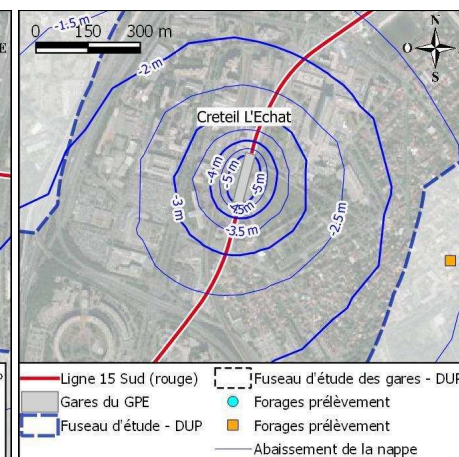 -1.5 m
0 150 300 m
-2 m
N
O E
S
Creteil L'Echat
-4 m
-5 m
-5 m
-3 m
-2.5 m
-3.5 m
Ligne 15 Sud (rouge)
Gares du GPE
Fuseau d'étude - DUP
Fuseau d'étude des gares - DUP
Forages prélèvement
Forages prélèvement
Abaissement de la nappe